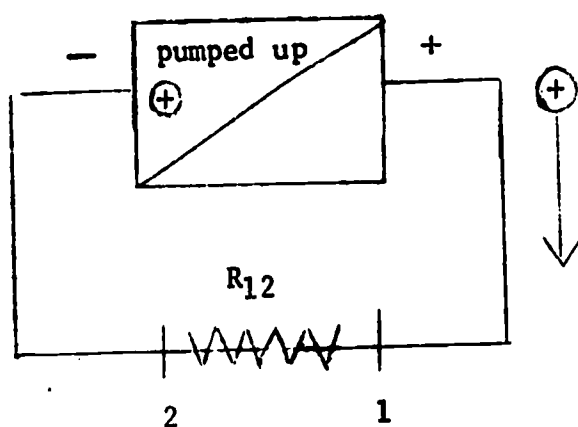 pumped up
− +
⊕ ⊕
R12
2 1